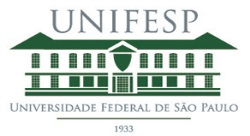 UNIFESP
UNIVERSIDADE FEDERAL DE SÃO PAULO
1933